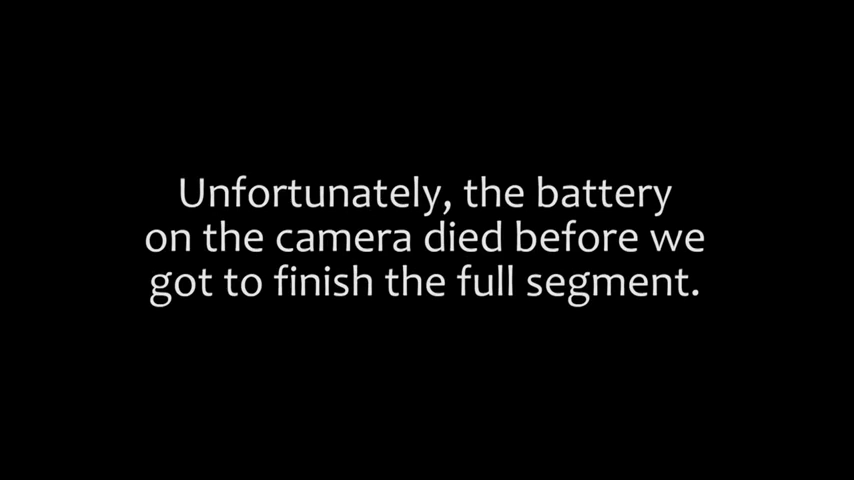 Unfortunately, the battery
on the camera died before we
got to finish the full segment.